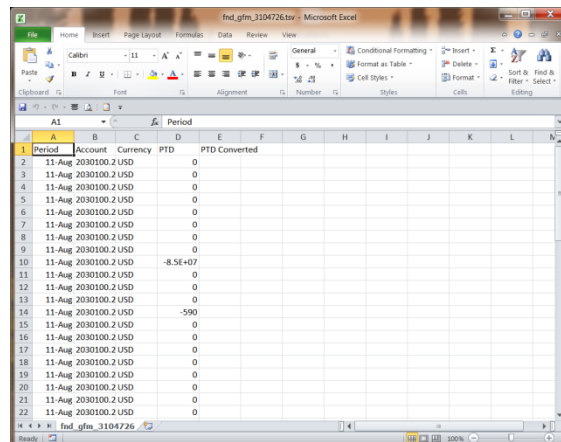 fnd_gfm_3104726.tsv - Microsoft Excel
File Home Insert Page Layout Formulas Data Review View
Calibri 11 A A General Conditional Formatting Insert Σ
Paste B I U A $ % , Format as Table Delete Sort & Find &
Cell Styles Format Filter Select
Clipboard Font Alignment Number Styles Cells Editing
A1 fx Period
A B C D E F G H I J K L M
1 Period Account Currency PTD PTD Converted
2 11-Aug 2030100.2 USD 0
3 11-Aug 2030100.2 USD 0
4 11-Aug 2030100.2 USD 0
5 11-Aug 2030100.2 USD 0
6 11-Aug 2030100.2 USD 0
7 11-Aug 2030100.2 USD 0
8 11-Aug 2030100.2 USD 0
9 11-Aug 2030100.2 USD 0
10 11-Aug 2030100.2 USD -8.5E+07
11 11-Aug 2030100.2 USD 0
12 11-Aug 2030100.2 USD 0
13 11-Aug 2030100.2 USD 0
14 11-Aug 2030100.2 USD -590
15 11-Aug 2030100.2 USD 0
16 11-Aug 2030100.2 USD 0
17 11-Aug 2030100.2 USD 0
18 11-Aug 2030100.2 USD 0
19 11-Aug 2030100.2 USD 0
20 11-Aug 2030100.2 USD 0
21 11-Aug 2030100.2 USD 0
22 11-Aug 2030100.2 USD 0
fnd_gfm_3104726
Ready 100%